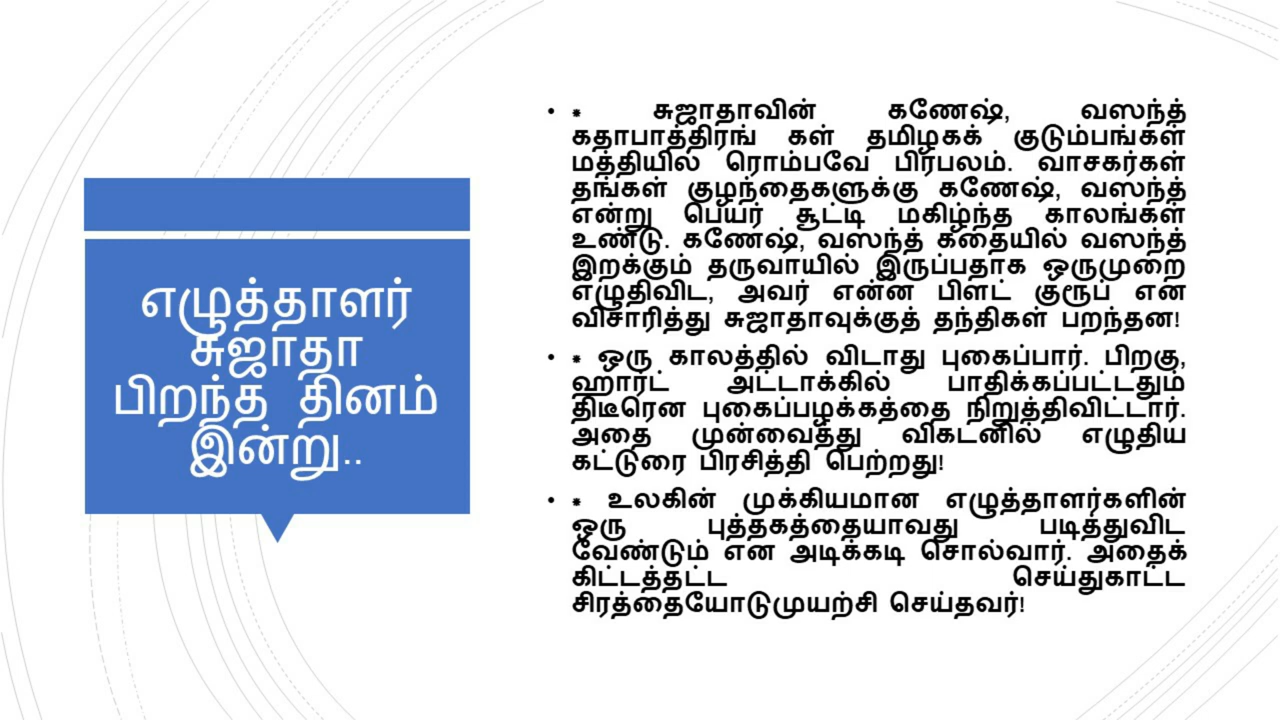 எழுத்தாளர்
சுஜாதா
பிறந்த தினம்
இன்று..
• * சுஜாதாவின் கணேஷ், வஸந்த்
கதாபாத்திரங் கள் தமிழகக் குடும்பங்கள்
மத்தியில் ரொம்பவே பிரபலம். வாசகர்கள்
தங்கள் குழந்தைகளுக்கு கணேஷ், வஸந்த்
என்று பெயர் சூட்டி மகிழ்ந்த காலங்கள்
உண்டு. கணேஷ், வஸந்த் கதையில் வஸந்த்
இறக்கும் தருவாயில் இருப்பதாக ஒருமுறை
எழுதிவிட, அவர் என்ன பிளட் குரூப் என
விசாரித்து சுஜாதாவுக்குத் தந்திகள் பறந்தன!
• * ஒரு காலத்தில் விடாது புகைப்பார். பிறகு,
ஹார்ட் அட்டாக்கில் பாதிக்கப்பட்டதும்
திடீரென புகைப்பழக்கத்தை நிறுத்திவிட்டார்.
அதை முன்வைத்து விகடனில் எழுதிய
கட்டுரை பிரசித்தி பெற்றது!
• * உலகின் முக்கியமான எழுத்தாளர்களின்
ஒரு புத்தகத்தையாவது படித்துவிட
வேண்டும் என அடிக்கடி சொல்வார். அதைக்
கிட்டத்தட்ட செய்துகாட்ட
சிரத்தையோடுமுயற்சி செய்தவர்!